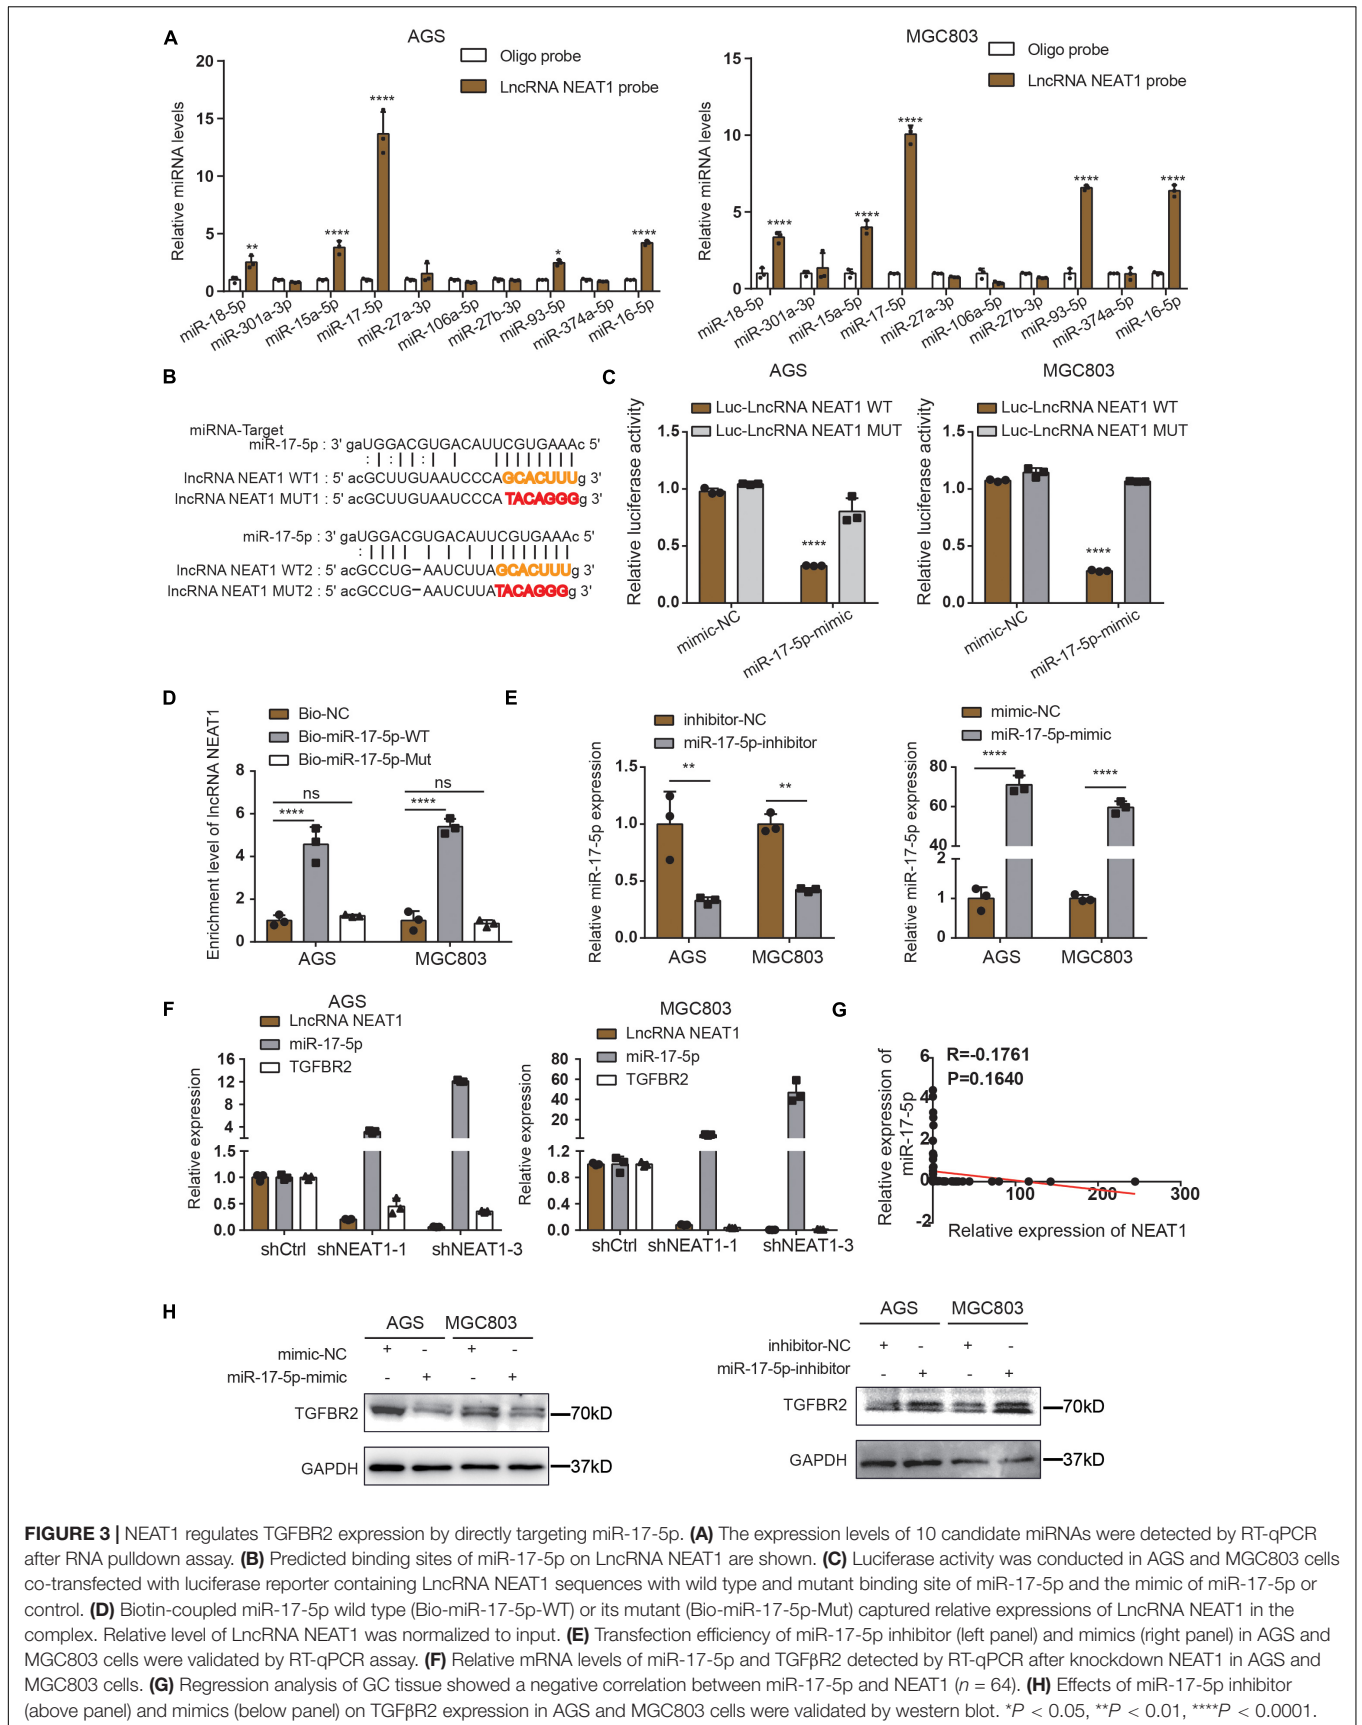 A
AGS
Oligo probe
LncRNA NEAT1 probe
Relative miRNA levels
20
15
10
5
0
**
****
****
*
****
miR-18-5p
miR-301a-3p
miR-15a-5p
miR-17-5p
miR-27a-3p
miR-106a-5p
miR-27b-3p
miR-93-5p
miR-374a-5p
miR-16-5p
MGC803
Oligo probe
LncRNA NEAT1 probe
Relative miRNA levels
15
10
5
0
****
****
****
****
****
miR-18-5p
miR-301a-3p
miR-15a-5p
miR-17-5p
miR-27a-3p
miR-106a-5p
miR-27b-3p
miR-93-5p
miR-374a-5p
miR-16-5p
B
miRNA-Target
miR-17-5p : 3' gaUGGACGUGACAUUCGUGAAAc 5'
lncRNA NEAT1 WT1 : 5' acGCUUGUAAUCCCAGCACUUUg 3'
lncRNA NEAT1 MUT1 : 5' acGCUUGUAAUCCCA TACAGGGg 3'
miR-17-5p : 3' gaUGGACGUGACAUUCGUGAAAc 5'
lncRNA NEAT1 WT2 : 5' acGCCUG-AAUCUUAGCACUUUg 3'
lncRNA NEAT1 MUT2 : 5' acGCCUG-AAUCUUATACAGGGg 3'
C
AGS
Luc-LncRNA NEAT1 WT
Luc-LncRNA NEAT1 MUT
Relative luciferase activity
1.5
1.0
0.5
0.0
****
mimic-NC
miR-17-5p-mimic
MGC803
Luc-LncRNA NEAT1 WT
Luc-LncRNA NEAT1 MUT
Relative luciferase activity
1.5
1.0
0.5
0.0
****
mimic-NC
miR-17-5p-mimic
D
Bio-NC
Bio-miR-17-5p-WT
Bio-miR-17-5p-Mut
Enrichment level of lncRNA NEAT1
8
6
4
2
0
ns
****
ns
****
AGS
MGC803
E
inhibitor-NC
miR-17-5p-inhibitor
Relative miR-17-5p expression
1.5
1.0
0.5
0.0
**
**
AGS
MGC803
mimic-NC
miR-17-5p-mimic
Relative miR-17-5p expression
80
60
40
2
1
0
****
****
AGS
MGC803
F
AGS
LncRNA NEAT1
miR-17-5p
TGFBR2
Relative expression
16
12
8
4
1.5
1.0
0.5
0.0
shCtrl
shNEAT1-1
shNEAT1-3
MGC803
LncRNA NEAT1
miR-17-5p
TGFBR2
Relative expression
80
60
40
20
1.2
0.8
0.4
0.0
shCtrl
shNEAT1-1
shNEAT1-3
G
Relative expression of
miR-17-5p
R=-0.1761
P=0.1640
6
4
2
0
-2
100
200
300
Relative expression of NEAT1
H
AGS MGC803
mimic-NC + - + -
miR-17-5p-mimic - + - +
TGFBR2 70kD
GAPDH 37kD
AGS MGC803
inhibitor-NC + - + -
miR-17-5p-inhibitor - + - +
TGFBR2 70kD
GAPDH 37kD
FIGURE 3 | NEAT1 regulates TGFBR2 expression by directly targeting miR-17-5p. (A) The expression levels of 10 candidate miRNAs were detected by RT-qPCR
after RNA pulldown assay. (B) Predicted binding sites of miR-17-5p on LncRNA NEAT1 are shown. (C) Luciferase activity was conducted in AGS and MGC803 cells
co-transfected with luciferase reporter containing LncRNA NEAT1 sequences with wild type and mutant binding site of miR-17-5p and the mimic of miR-17-5p or
control. (D) Biotin-coupled miR-17-5p wild type (Bio-miR-17-5p-WT) or its mutant (Bio-miR-17-5p-Mut) captured relative expressions of LncRNA NEAT1 in the
complex. Relative level of LncRNA NEAT1 was normalized to input. (E) Transfection efficiency of miR-17-5p inhibitor (left panel) and mimics (right panel) in AGS and
MGC803 cells were validated by RT-qPCR assay. (F) Relative mRNA levels of miR-17-5p and TGFβR2 detected by RT-qPCR after knockdown NEAT1 in AGS and
MGC803 cells. (G) Regression analysis of GC tissue showed a negative correlation between miR-17-5p and NEAT1 (n = 64). (H) Effects of miR-17-5p inhibitor
(above panel) and mimics (below panel) on TGFβR2 expression in AGS and MGC803 cells were validated by western blot. *P < 0.05, **P < 0.01, ****P < 0.0001.